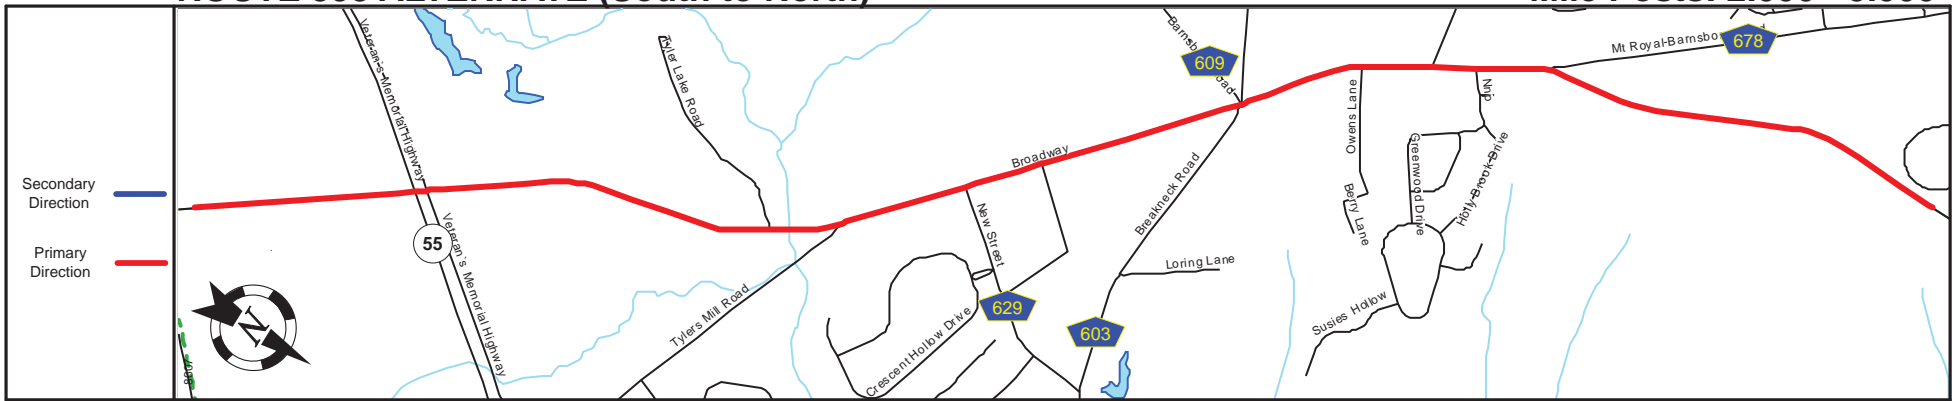 Secondary
Direction
Primary
Direction
Veteran's Memorial Highway
55
Veteran's Memorial Highway
Tyler Lake Road
Tylers Mill Road
Broadway
New Street
629
Crescent Hollow Drive
603
Breakneck Road
Loring Lane
609
Owens Lane
Berry Lane
Greenwood Drive
Holly Brook Drive
Susies Hollow
678
N